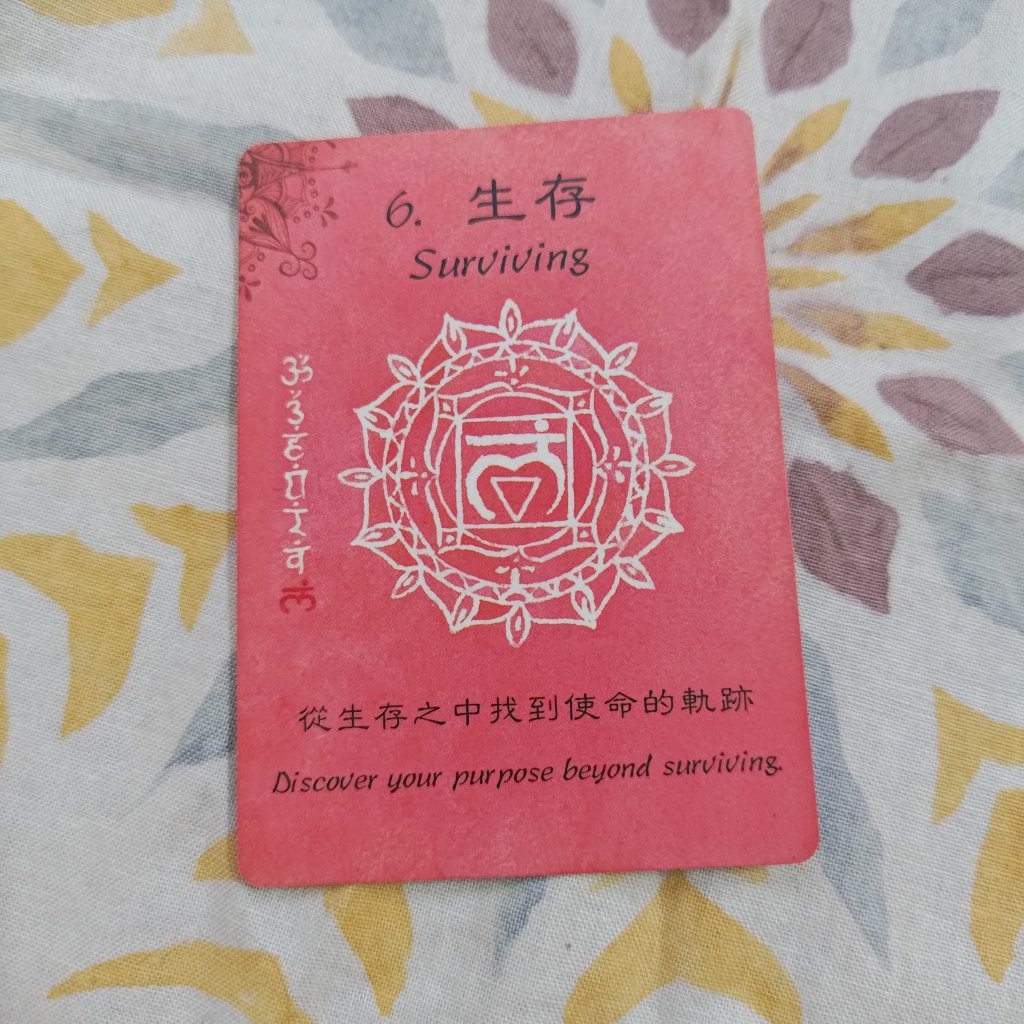 6. 生存
Surviving
ॐ
從生存之中找到使命的軌跡
Discover your purpose beyond surviving.